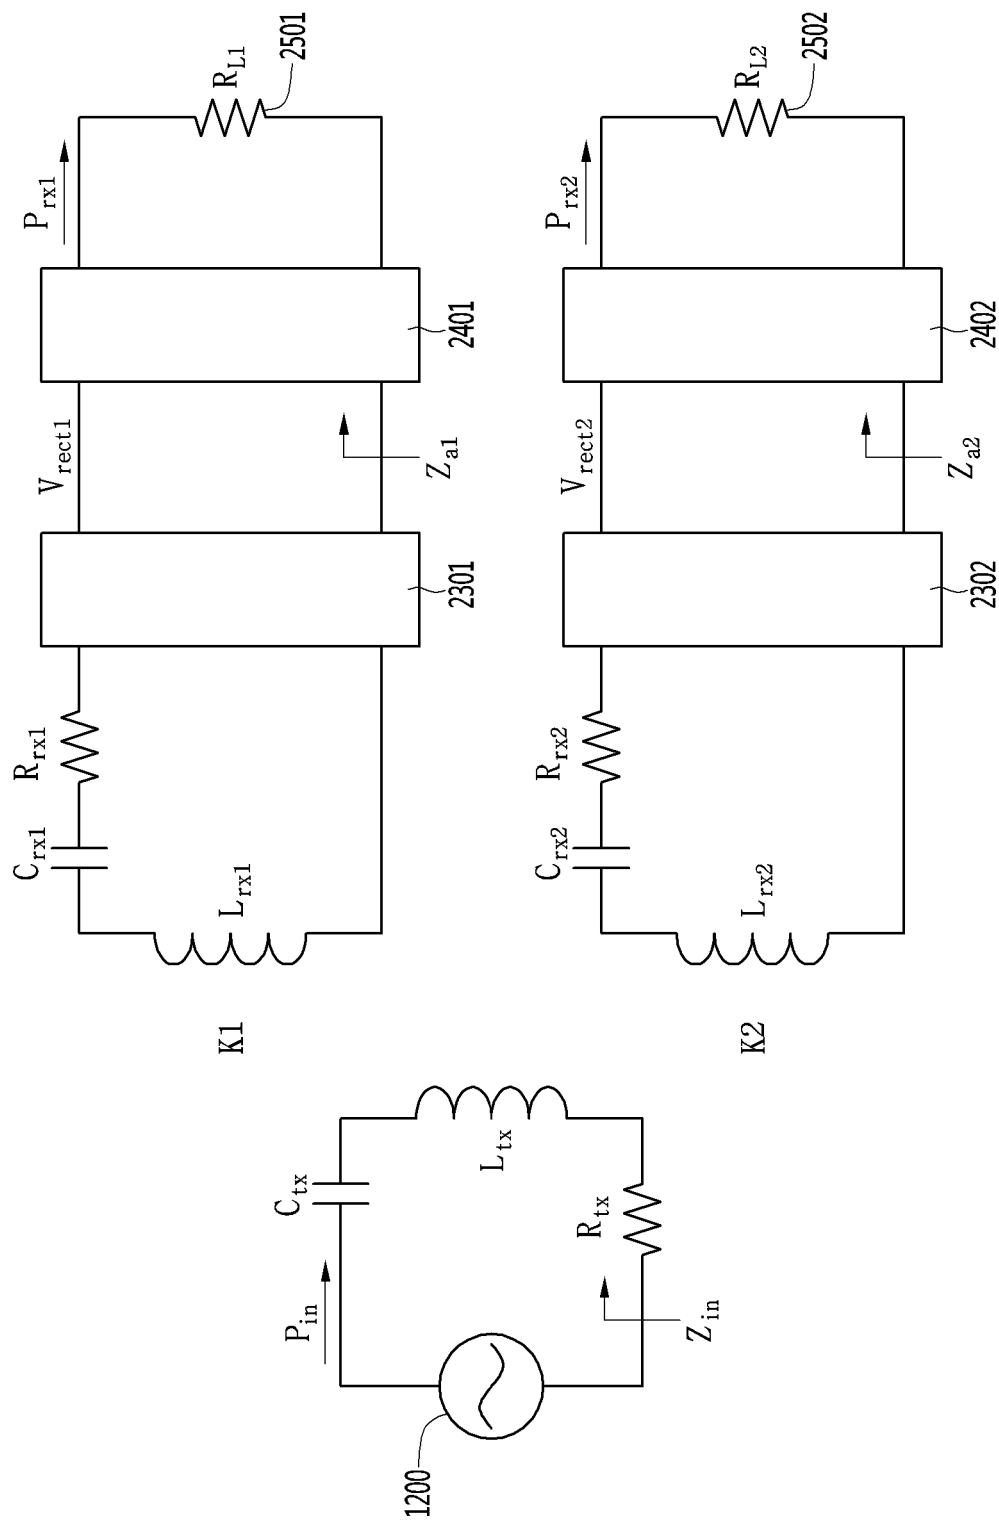 P_rx1
R_L1
2501
V_rect1
2401
Z_a1
C_rx1
R_rx1
2301
L_rx1
K1
P_rx2
R_L2
2502
V_rect2
2402
Z_a2
C_rx2
R_rx2
2302
L_rx2
K2
P_in
C_tx
L_tx
R_tx
Z_in
1200